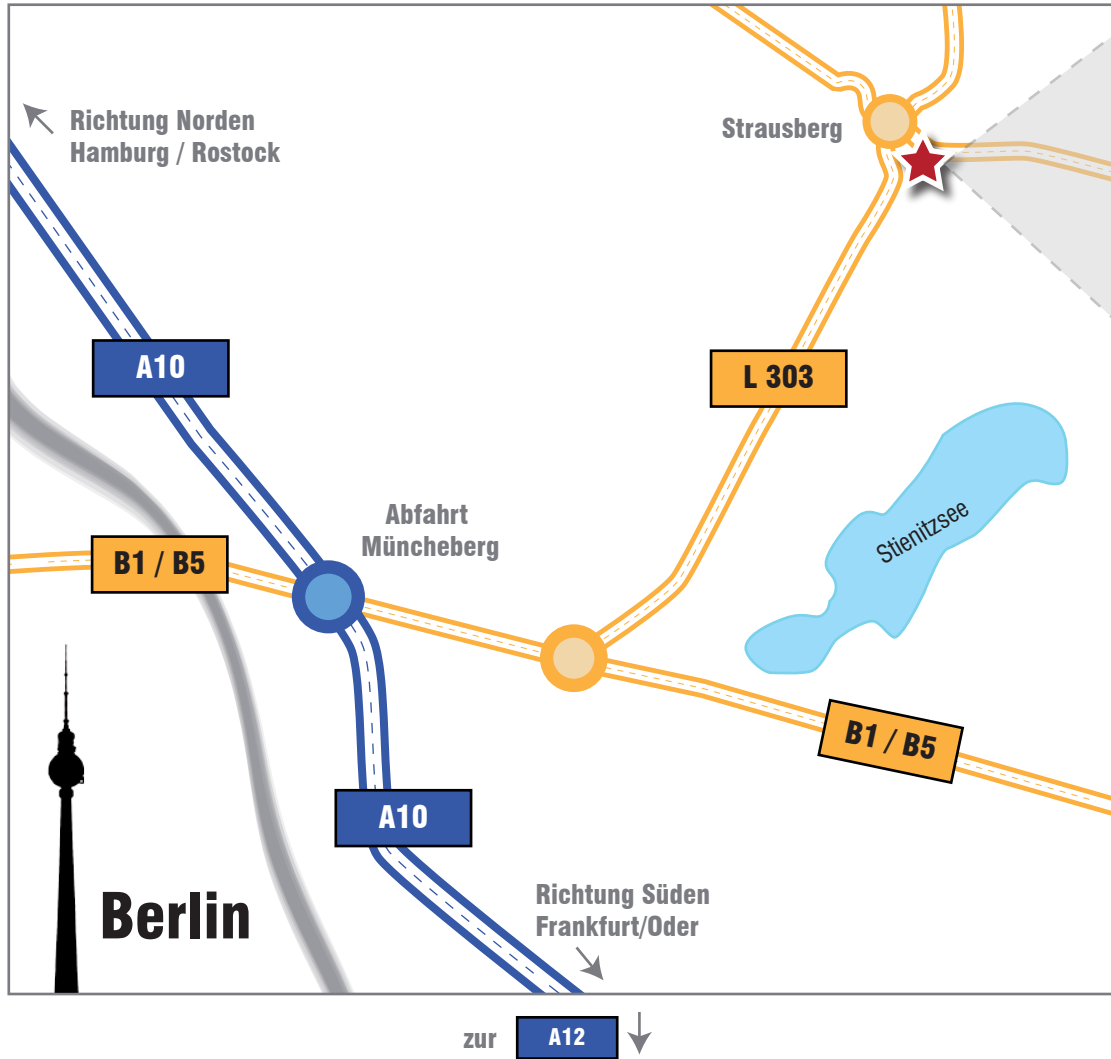 Richtung Norden
Hamburg / Rostock
Strausberg
A10
L 303
Abfahrt
Müncheberg
Stienitzsee
B1 / B5
B1 / B5
A10
Richtung Süden
Frankfurt/Oder
Berlin
zur A12